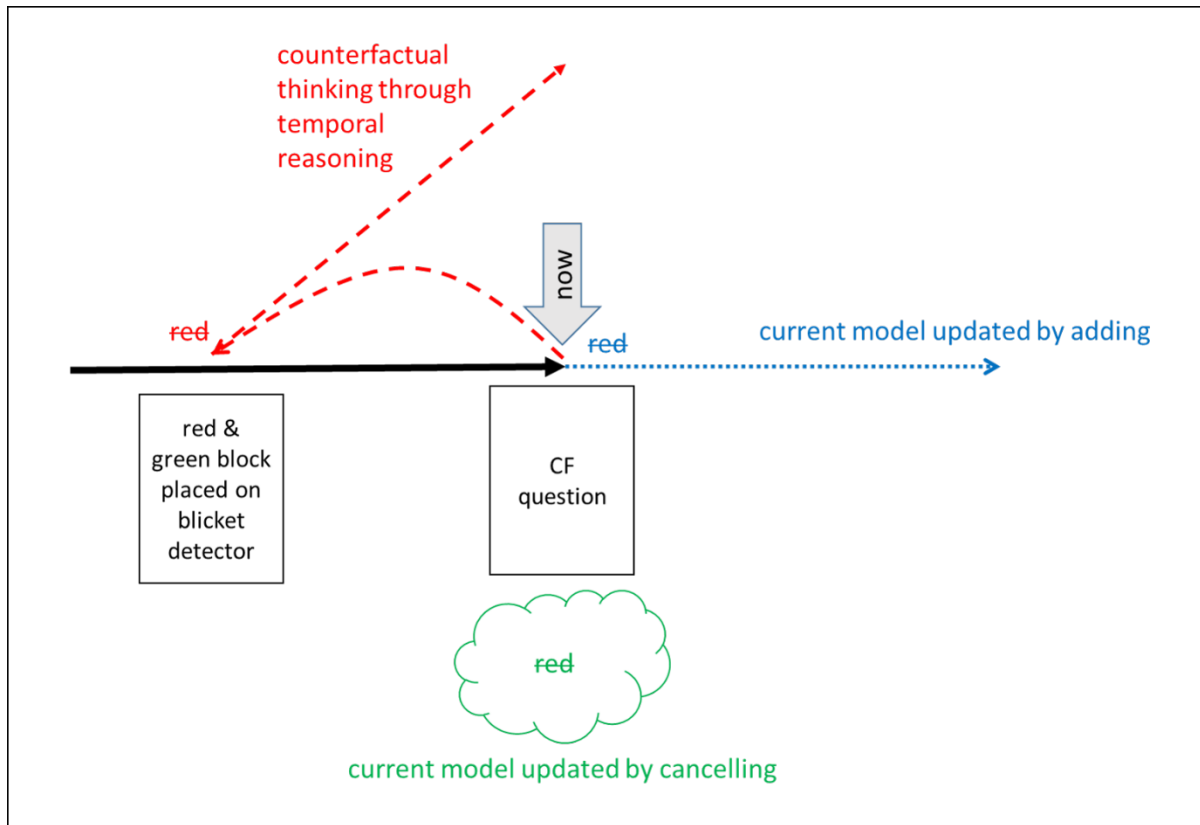 counterfactual
thinking through
temporal
reasoning
now
red
red
current model updated by adding
red &
green block
placed on
blicket
detector
CF
question
red
current model updated by cancelling